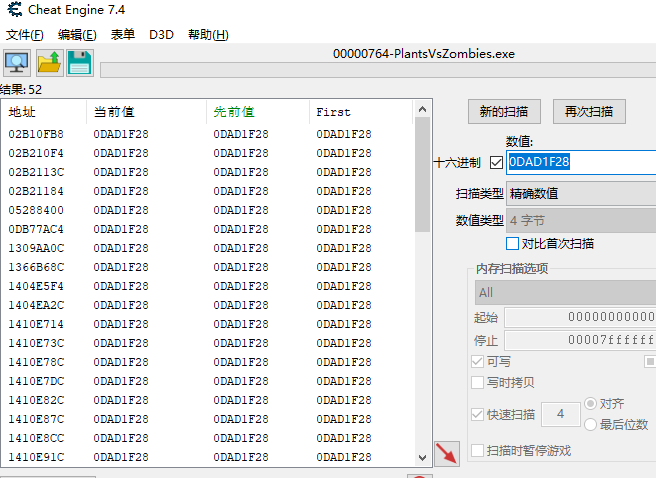 Cheat Engine 7.4
文件(F) 编辑(E) 表单 D3D 帮助(H)
00000764-PlantsVsZombies.exe
结果: 52
地址 当前值 先前值 First
02B10FB8 0DAD1F28 0DAD1F28 0DAD1F28
02B210F4 0DAD1F28 0DAD1F28 0DAD1F28
02B2113C 0DAD1F28 0DAD1F28 0DAD1F28
02B21184 0DAD1F28 0DAD1F28 0DAD1F28
05288400 0DAD1F28 0DAD1F28 0DAD1F28
0DB77AC4 0DAD1F28 0DAD1F28 0DAD1F28
1309AA0C 0DAD1F28 0DAD1F28 0DAD1F28
1366B68C 0DAD1F28 0DAD1F28 0DAD1F28
1404E5F4 0DAD1F28 0DAD1F28 0DAD1F28
1404EA2C 0DAD1F28 0DAD1F28 0DAD1F28
1410E714 0DAD1F28 0DAD1F28 0DAD1F28
1410E73C 0DAD1F28 0DAD1F28 0DAD1F28
1410E78C 0DAD1F28 0DAD1F28 0DAD1F28
1410E7DC 0DAD1F28 0DAD1F28 0DAD1F28
1410E82C 0DAD1F28 0DAD1F28 0DAD1F28
1410E87C 0DAD1F28 0DAD1F28 0DAD1F28
1410E8CC 0DAD1F28 0DAD1F28 0DAD1F28
1410E91C 0DAD1F28 0DAD1F28 0DAD1F28
新的扫描 再次扫描
数值:
十六进制 0DAD1F28
扫描类型 精确数值
数值类型 4 字节
对比首次扫描
内存扫描选项
All
起始 00000000000
停止 00007ffffff
可写
写时拷贝
快速扫描 4 对齐
最后位数
扫描时暂停游戏